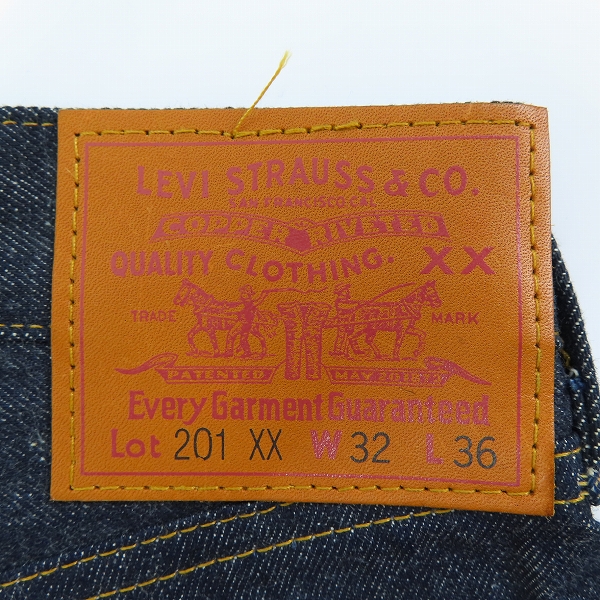 LEVI STRAUSS & CO.
SAN FRANCISCO CAL.
COPPER RIVETED
QUALITY CLOTHING. XX
TRADE MARK
PATENTED MAY 20 1873
Every Garment Guaranteed
Lot 201 XX W 32 L 36